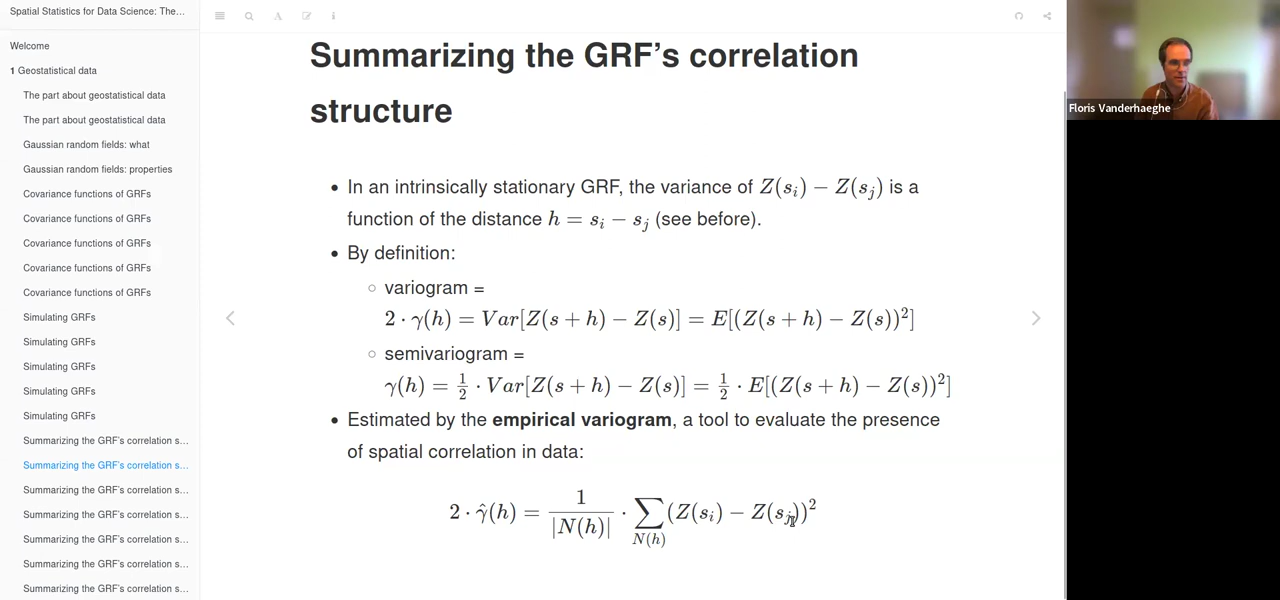 Spatial Statistics for Data Science: The...
Welcome
1 Geostatistical data
The part about geostatistical data
The part about geostatistical data
Gaussian random fields: what
Gaussian random fields: properties
Covariance functions of GRFs
Covariance functions of GRFs
Covariance functions of GRFs
Covariance functions of GRFs
Covariance functions of GRFs
Simulating GRFs
Simulating GRFs
Simulating GRFs
Simulating GRFs
Simulating GRFs
Summarizing the GRF's correlation s...
Summarizing the GRF's correlation s...
Summarizing the GRF's correlation s...
Summarizing the GRF's correlation s...
Summarizing the GRF's correlation s...
Summarizing the GRF's correlation s...
Summarizing the GRF's correlation s...
Summarizing the GRF's correlation
structure
• In an intrinsically stationary GRF, the variance of Z(s_i) − Z(s_j) is a
function of the distance h = s_i − s_j (see before).
• By definition:
○ variogram =
2 · γ(h) = Var[Z(s + h) − Z(s)] = E[(Z(s + h) − Z(s))²]
○ semivariogram =
γ(h) = 1/2 · Var[Z(s + h) − Z(s)] = 1/2 · E[(Z(s + h) − Z(s))²]
• Estimated by the empirical variogram, a tool to evaluate the presence
of spatial correlation in data:
2 · γ̂(h) = 1/|N(h)| · ∑_{N(h)} (Z(s_i) − Z(s_j))²
Floris Vanderhaeghe